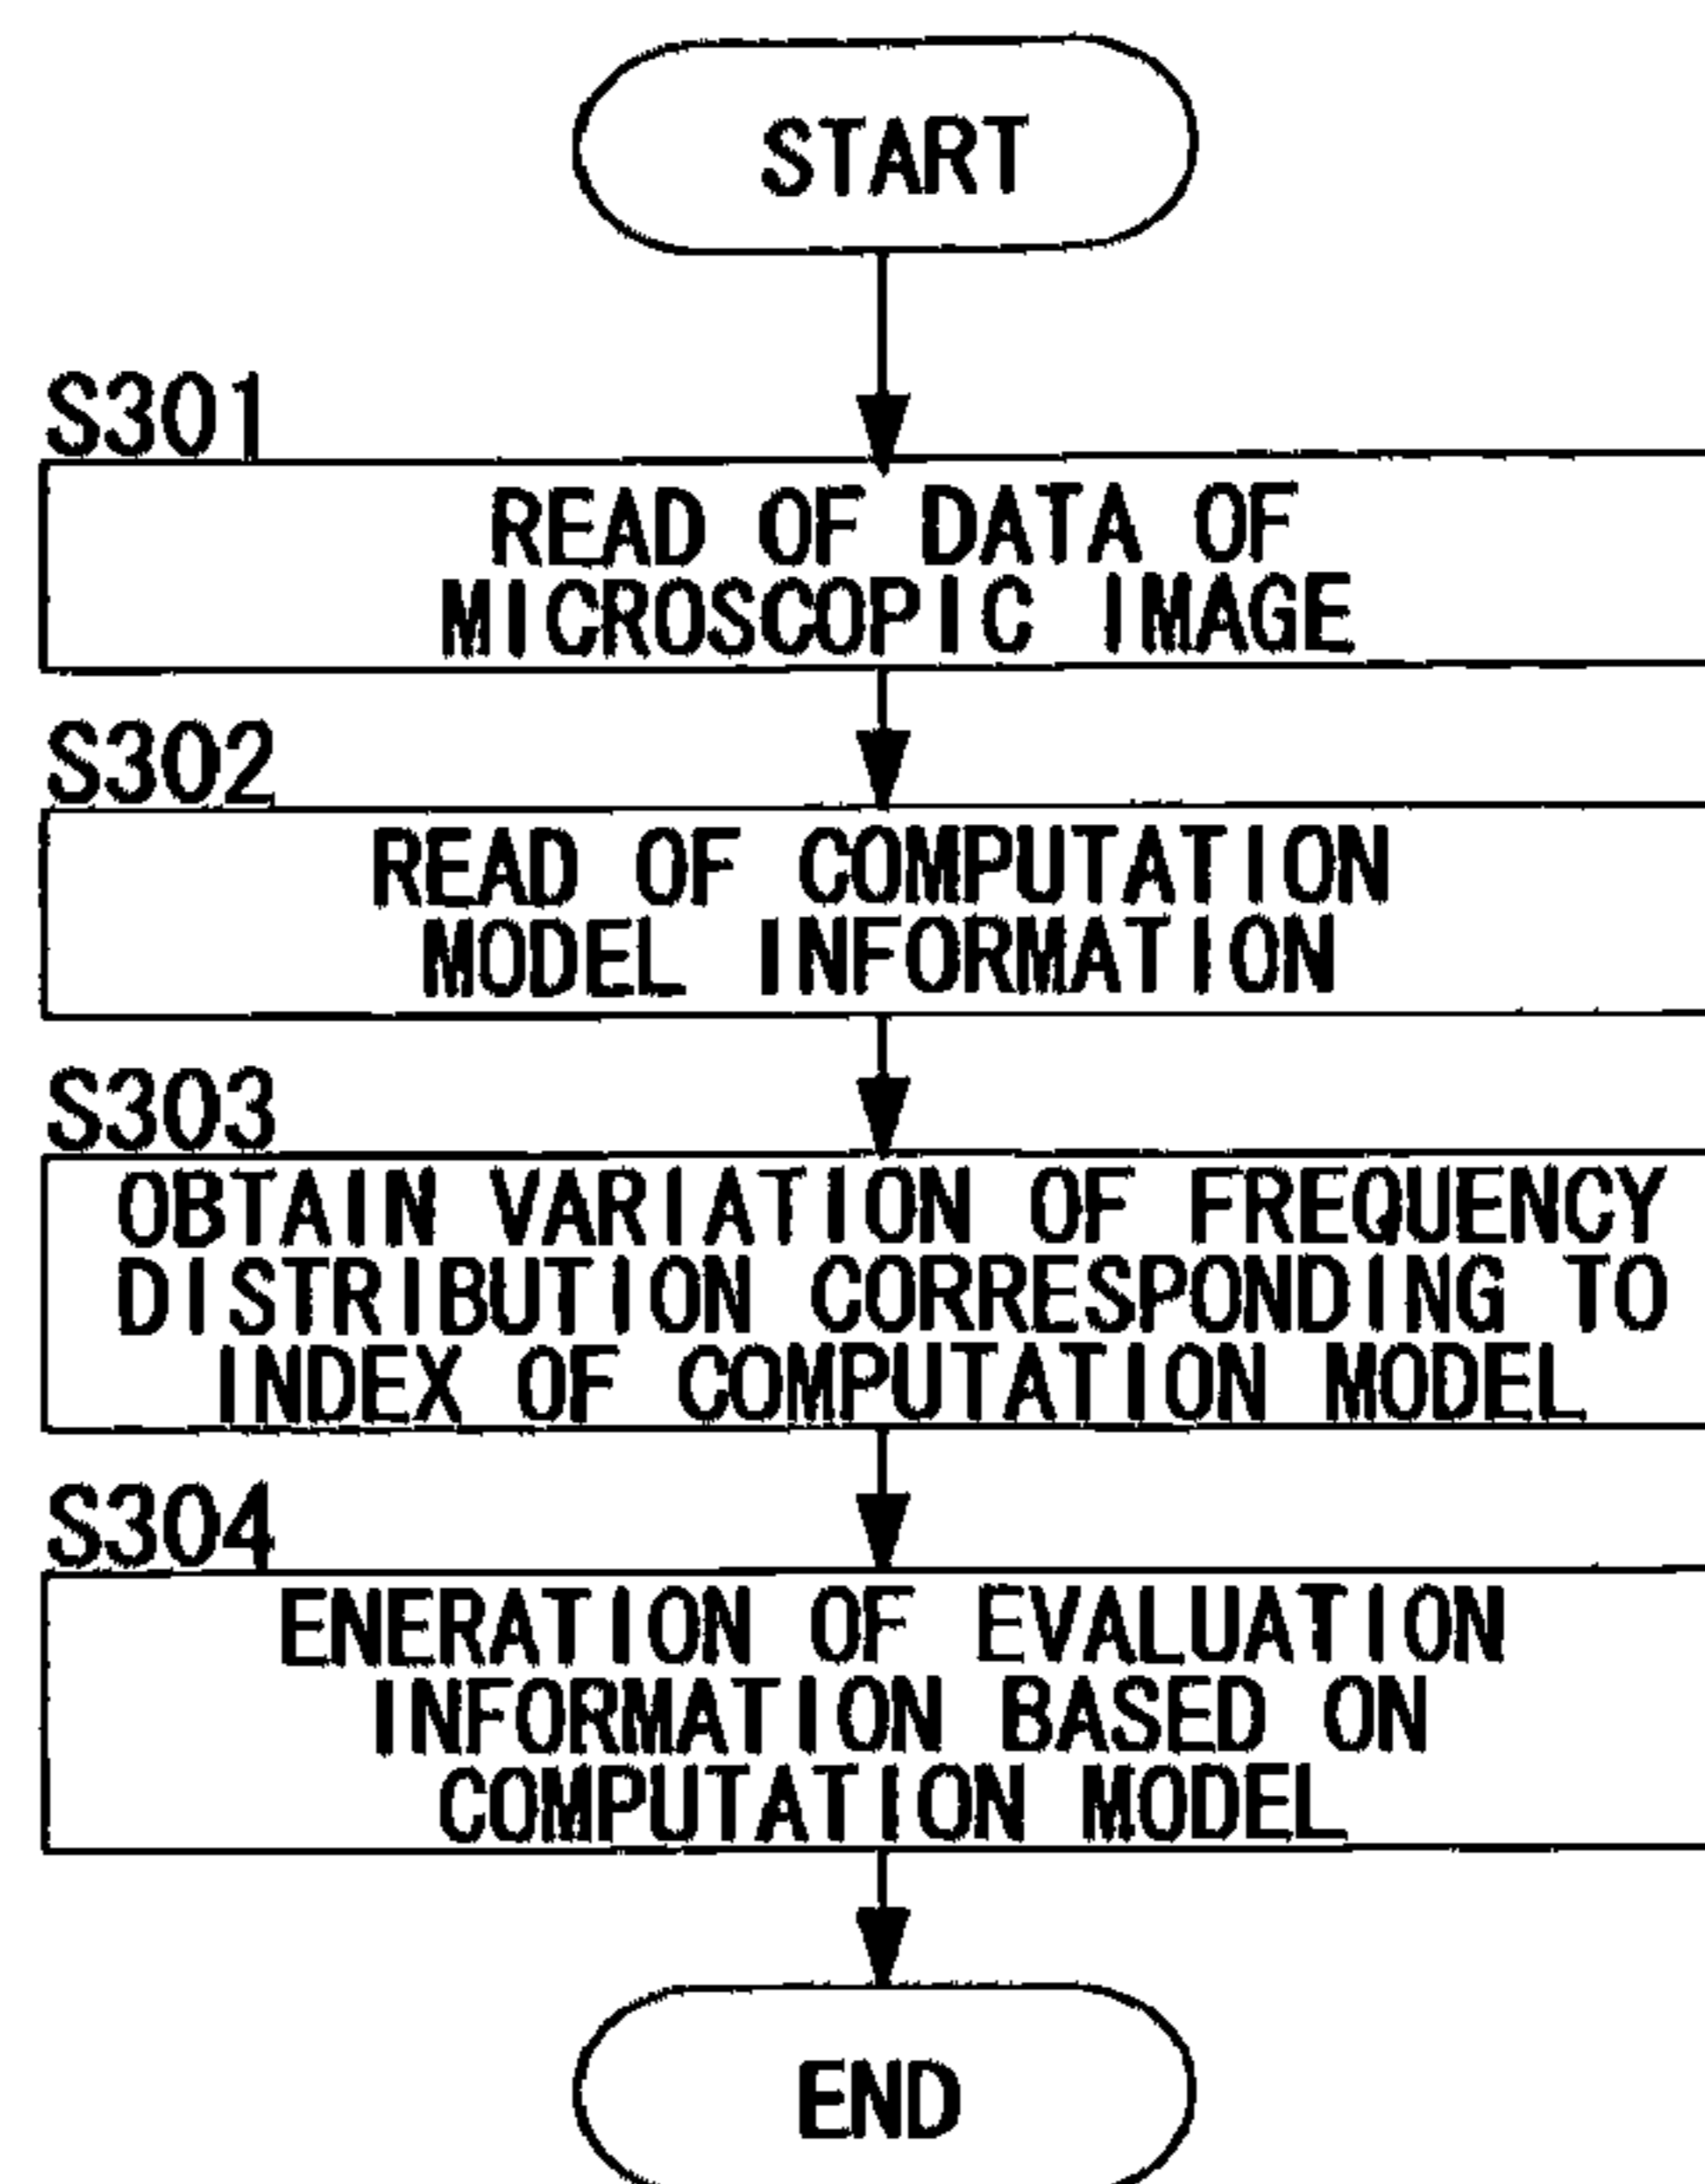 START
S301
READ OF DATA OF
MICROSCOPIC IMAGE
S302
READ OF COMPUTATION
MODEL INFORMATION
S303
OBTAIN VARIATION OF FREQUENCY
DISTRIBUTION CORRESPONDING TO
INDEX OF COMPUTATION MODEL
S304
ENERATION OF EVALUATION
INFORMATION BASED ON
COMPUTATION MODEL
END